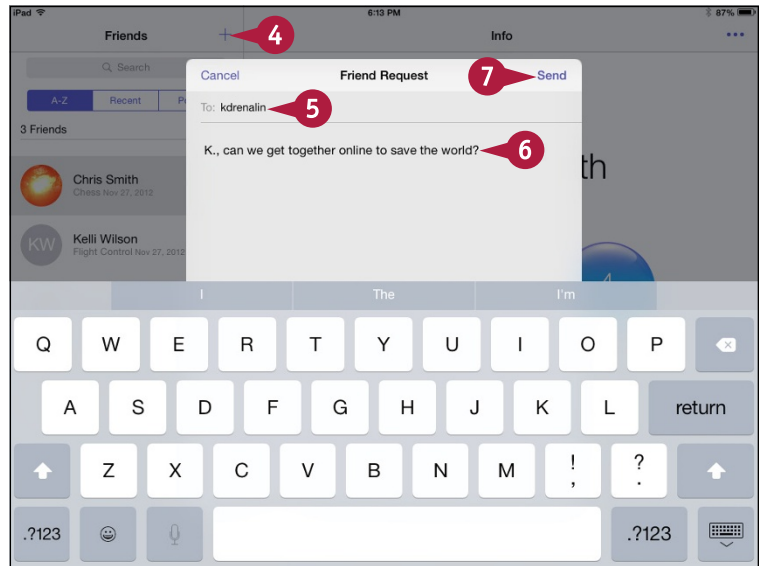 iPad 6:13 PM 87%
Friends + 4 Info
Search
Cancel Friend Request 7 Send
A-Z Recent
To: kdrenalin 5
3 Friends
K., can we get together online to save the world? 6
th
Chris Smith
Chess Nov 27, 2012
KW Kelli Wilson
Flight Control Nov 27, 2012
4
I The I'm
Q W E R T Y U I O P
A S D F G H J K L return
Z X C V B N M ! , ? .
.?123 .?123